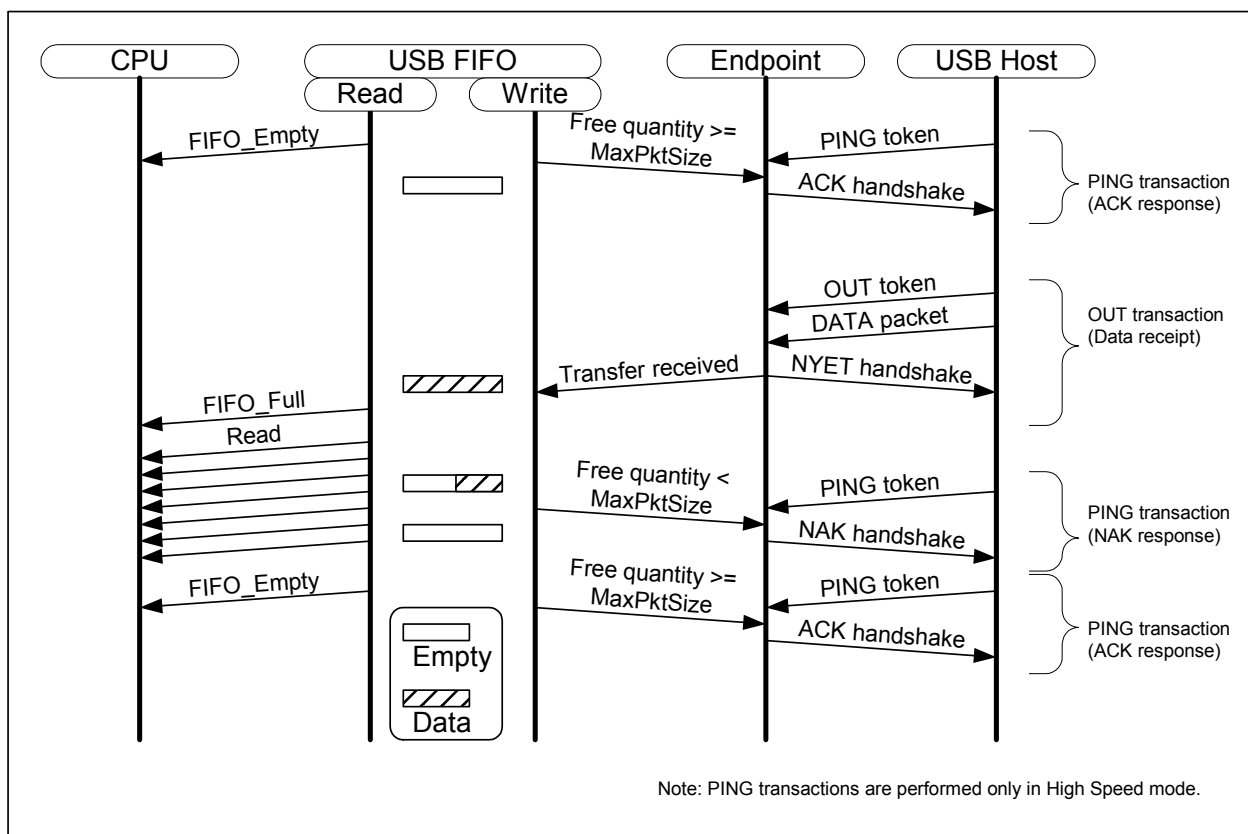 CPU
USB FIFO
Endpoint
USB Host
Read
Write
FIFO_Empty
Free quantity >=
MaxPktSize
PING token
ACK handshake
PING transaction
(ACK response)
OUT token
DATA packet
OUT transaction
(Data receipt)
Transfer received
NYET handshake
FIFO_Full
Read
Free quantity <
MaxPktSize
PING token
NAK handshake
PING transaction
(NAK response)
FIFO_Empty
Free quantity >=
MaxPktSize
PING token
ACK handshake
PING transaction
(ACK response)
Empty
Data
Note: PING transactions are performed only in High Speed mode.